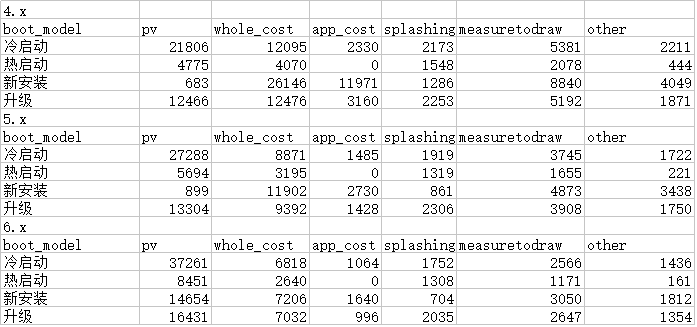 4.x
boot_model pv whole_cost app_cost splashing measuretodraw other
冷启动 21806 12095 2330 2173 5381 2211
热启动 4775 4070 0 1548 2078 444
新安装 683 26146 11971 1286 8840 4049
升级 12466 12476 3160 2253 5192 1871
5.x
boot_model pv whole_cost app_cost splashing measuretodraw other
冷启动 27288 8871 1485 1919 3745 1722
热启动 5694 3195 0 1319 1655 221
新安装 899 11902 2730 861 4873 3438
升级 13304 9392 1428 2306 3908 1750
6.x
boot_model pv whole_cost app_cost splashing measuretodraw other
冷启动 37261 6818 1064 1752 2566 1436
热启动 8451 2640 0 1308 1171 161
新安装 14654 7206 1640 704 3050 1812
升级 16431 7032 996 2035 2647 1354